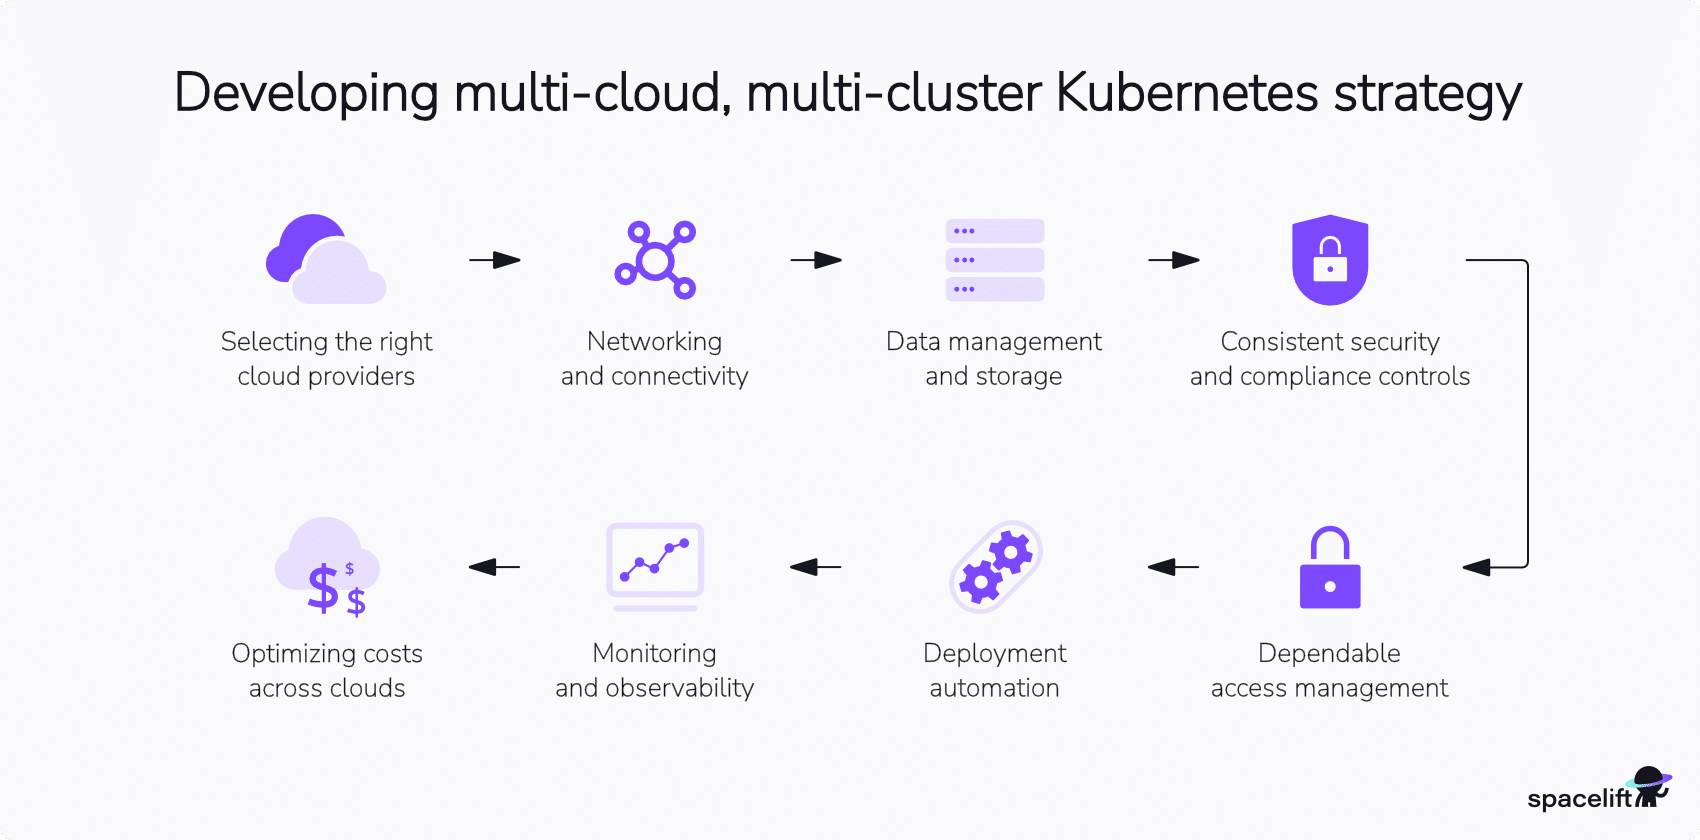 Developing multi-cloud, multi-cluster Kubernetes strategy
Selecting the right
cloud providers
Networking
and connectivity
Data management
and storage
Consistent security
and compliance controls
Dependable
access management
Deployment
automation
Monitoring
and observability
$ $ $
Optimizing costs
across clouds
spacelift